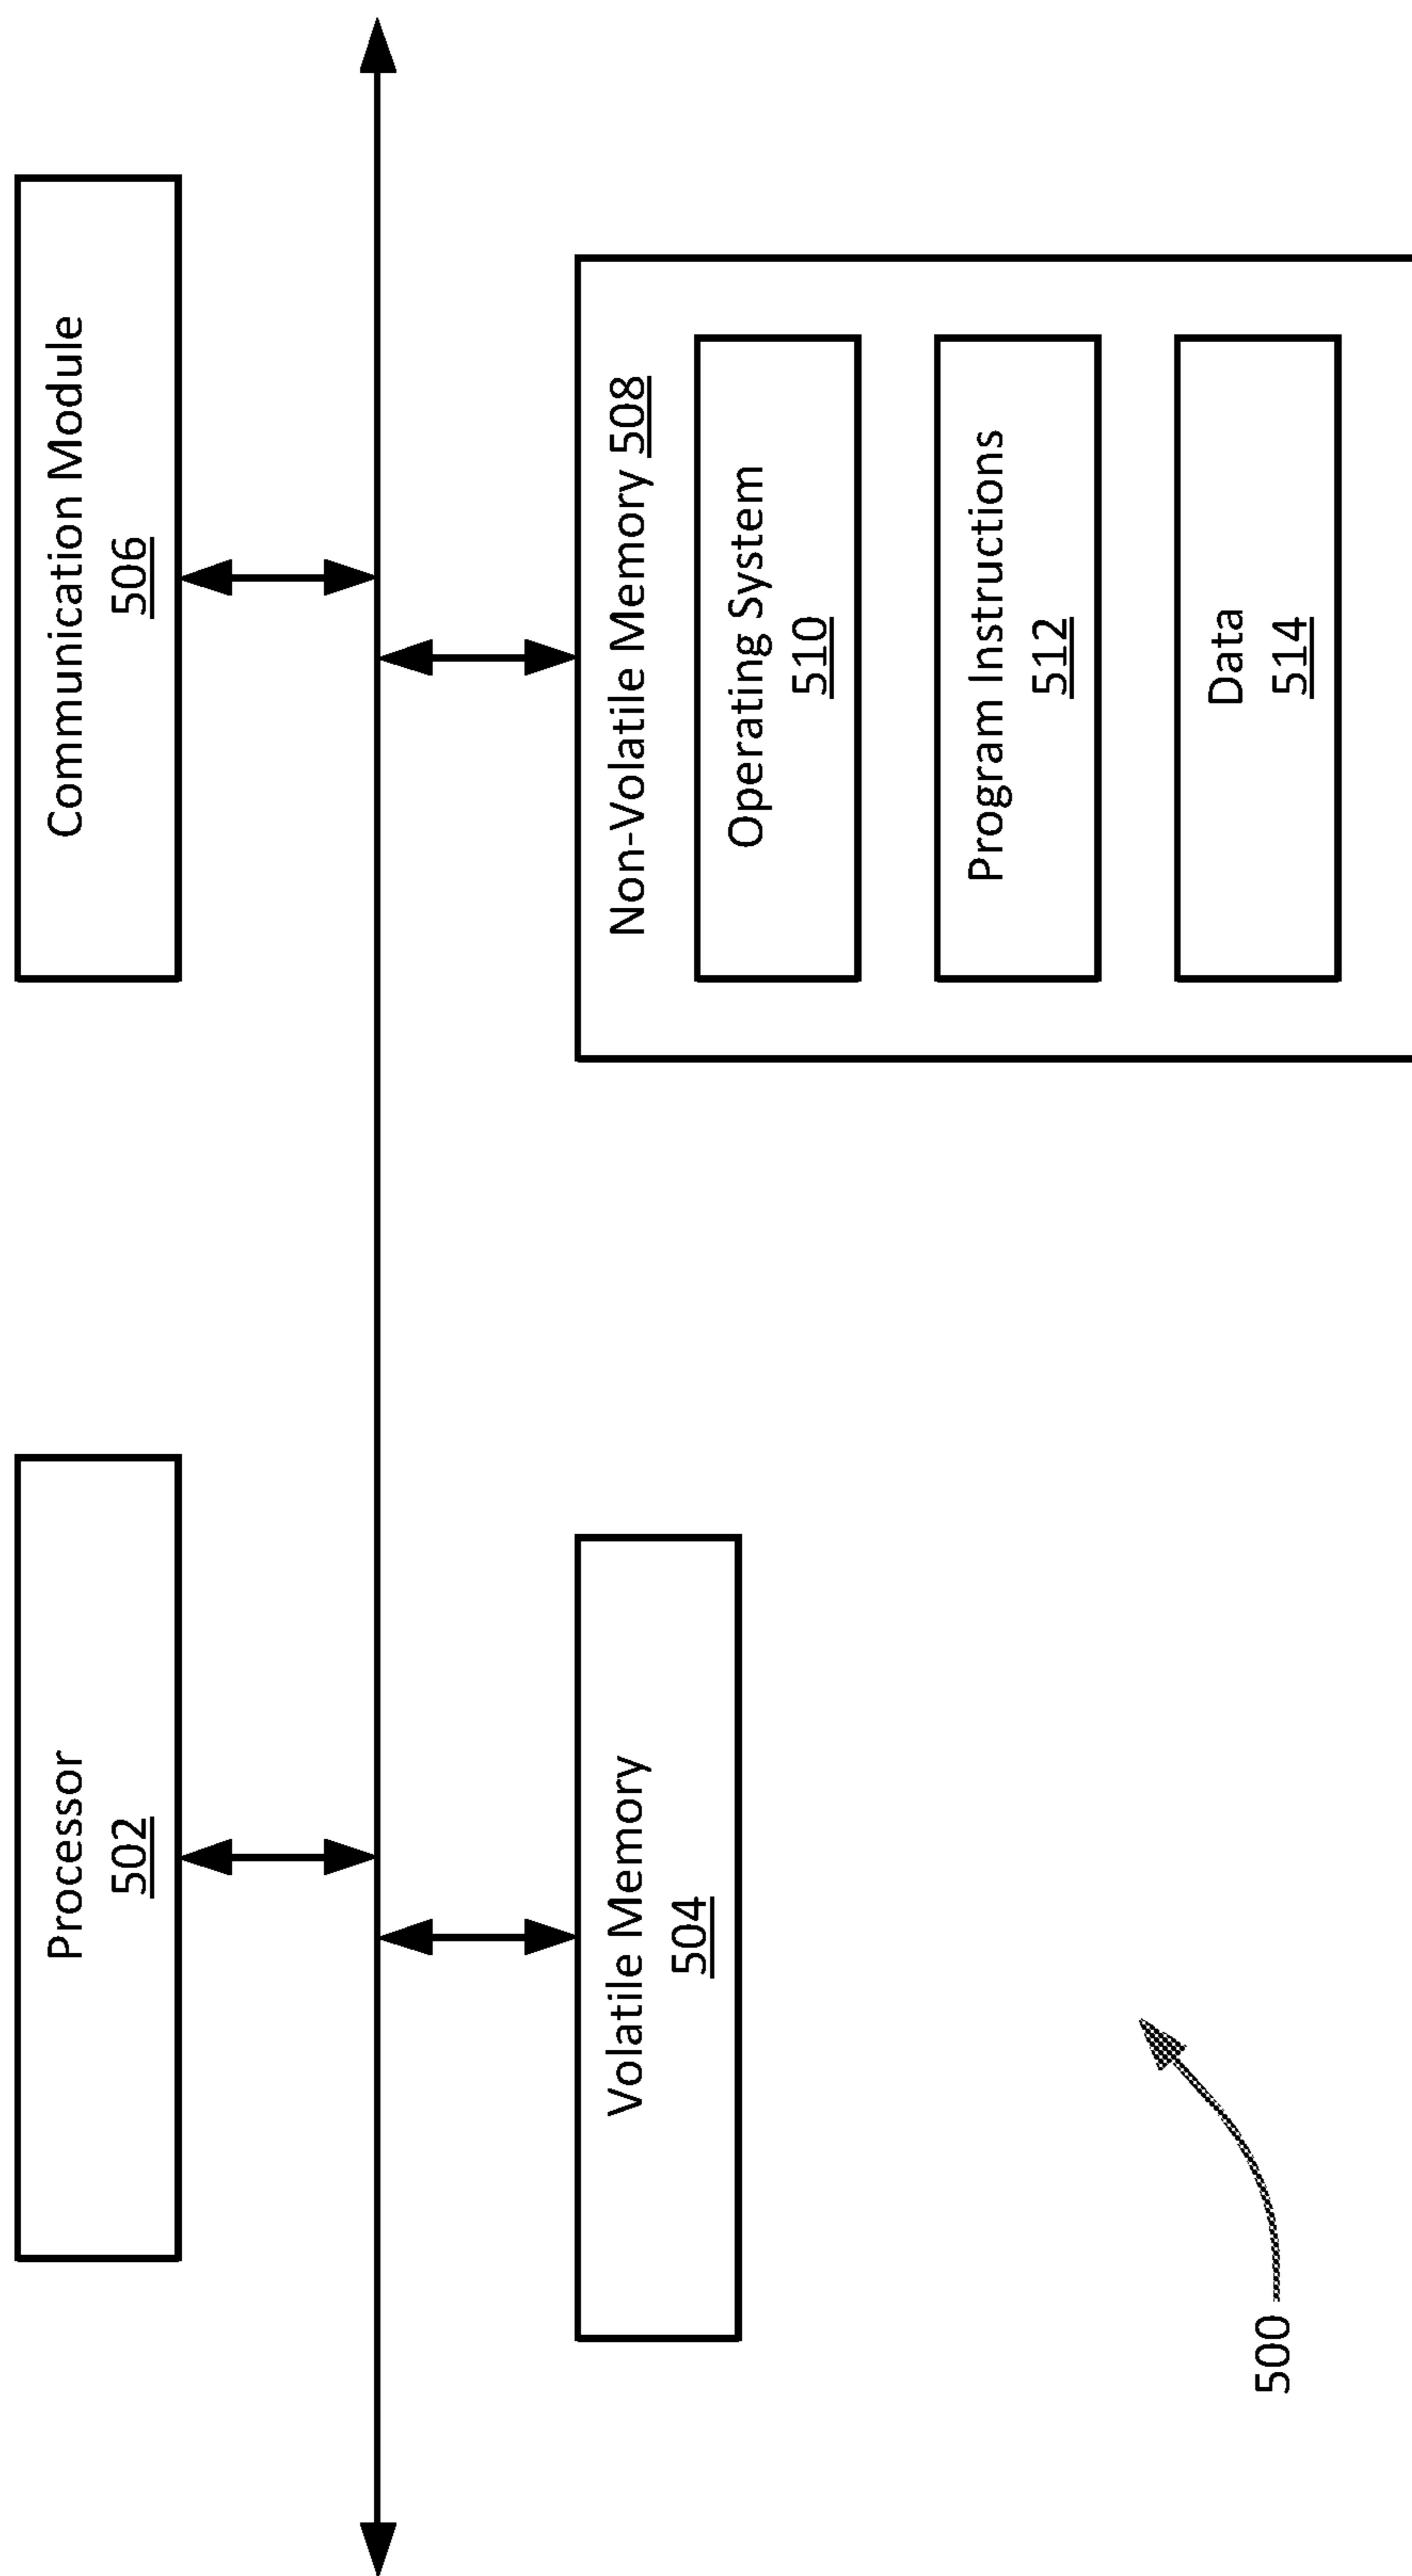 Processor
502
Communication Module
506
Volatile Memory
504
Non-Volatile Memory 508
Operating System
510
Program Instructions
512
Data
514
500